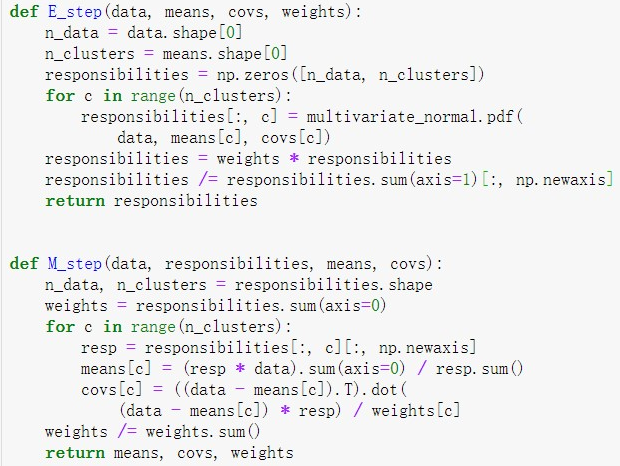 def E_step(data, means, covs, weights):
    n_data = data.shape[0]
    n_clusters = means.shape[0]
    responsibilities = np.zeros([n_data, n_clusters])
    for c in range(n_clusters):
        responsibilities[:, c] = multivariate_normal.pdf(
            data, means[c], covs[c])
    responsibilities = weights * responsibilities
    responsibilities /= responsibilities.sum(axis=1)[:, np.newaxis]
    return responsibilities

def M_step(data, responsibilities, means, covs):
    n_data, n_clusters = responsibilities.shape
    weights = responsibilities.sum(axis=0)
    for c in range(n_clusters):
        resp = responsibilities[:, c][:, np.newaxis]
        means[c] = (resp * data).sum(axis=0) / resp.sum()
        covs[c] = ((data - means[c]).T).dot(
            (data - means[c]) * resp) / weights[c]
    weights /= weights.sum()
    return means, covs, weights